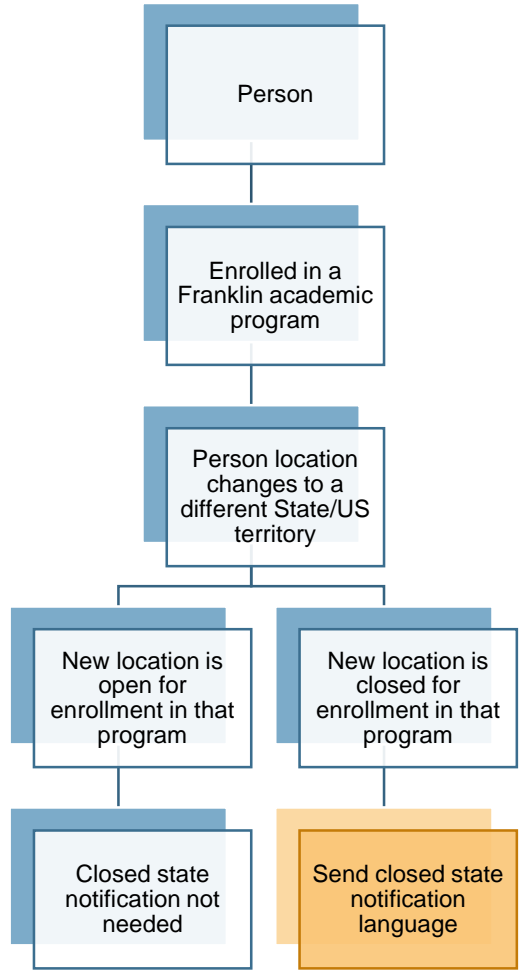 Person
Enrolled in a
Franklin academic
program
Person location
changes to a
different State/US
territory
New location is
open for
enrollment in that
program
New location is
closed for
enrollment in that
program
Closed state
notification not
needed
Send closed state
notification
language